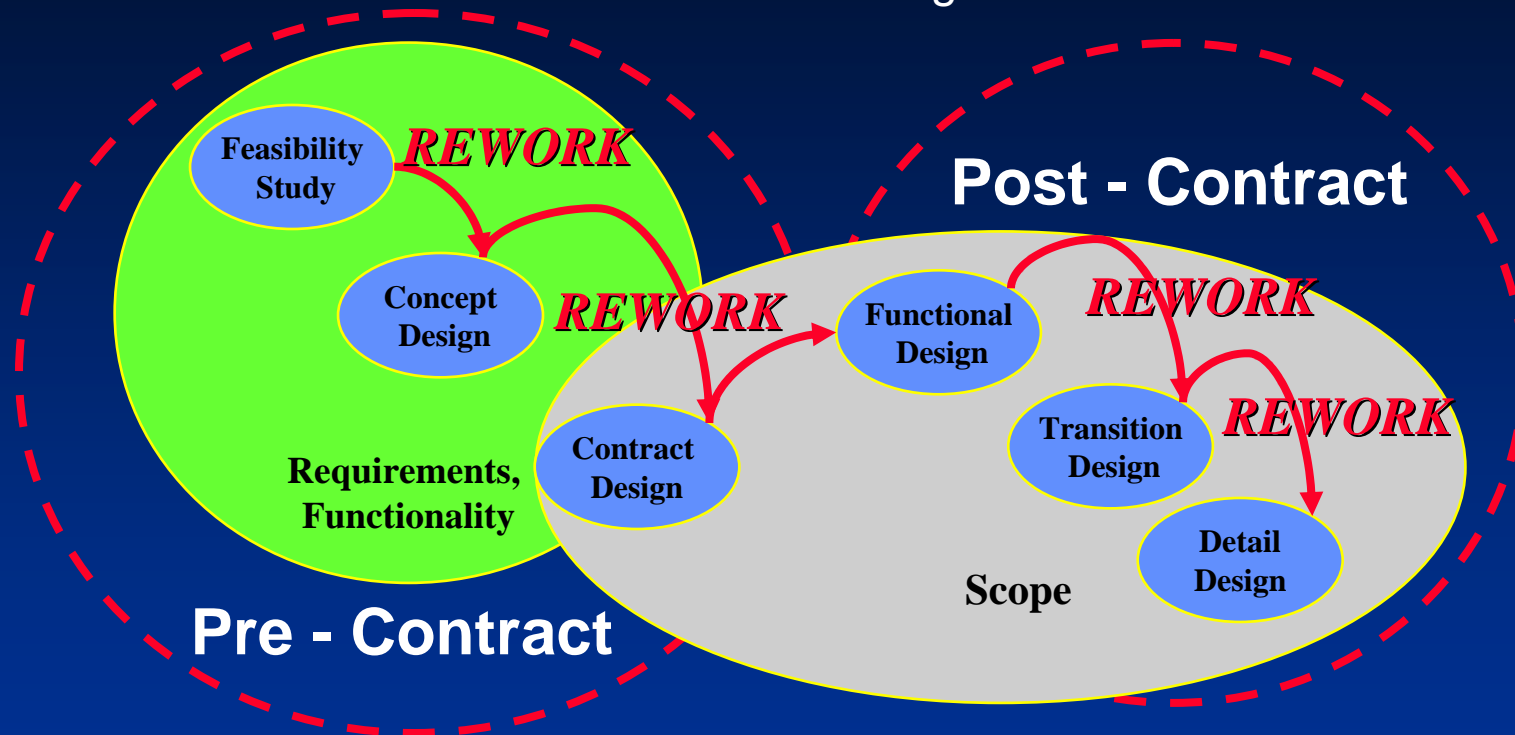 Feasibility
Study
REWORK
Post - Contract
Concept
Design
REWORK
Functional
Design
REWORK
Transition
Design
REWORK
Contract
Design
Requirements,
Functionality
Detail
Design
Scope
Pre - Contract